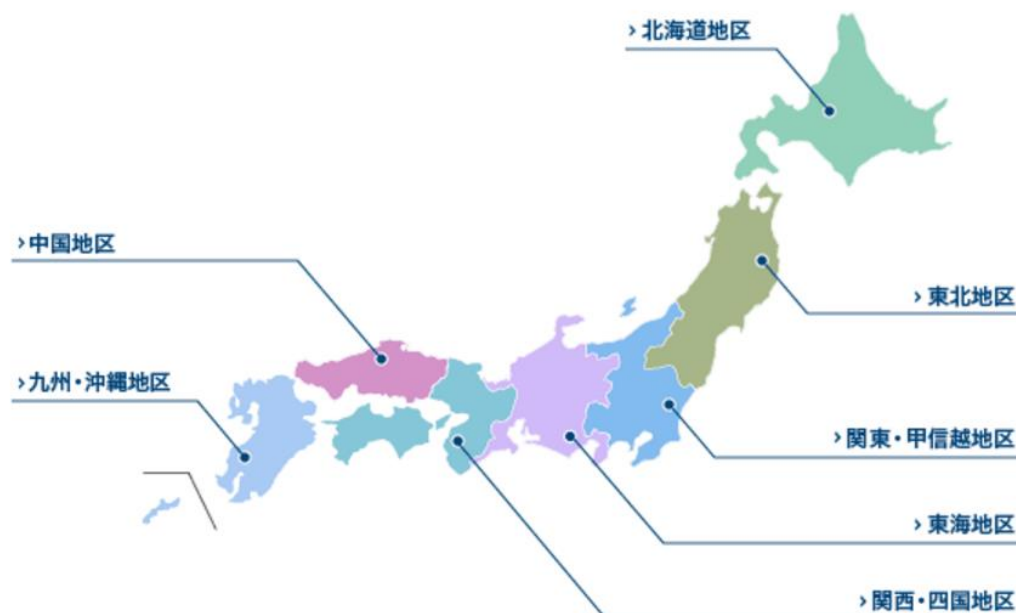 › 北海道地区
› 中国地区
› 東北地区
› 九州・沖縄地区
› 関東・甲信越地区
› 東海地区
› 関西・四国地区